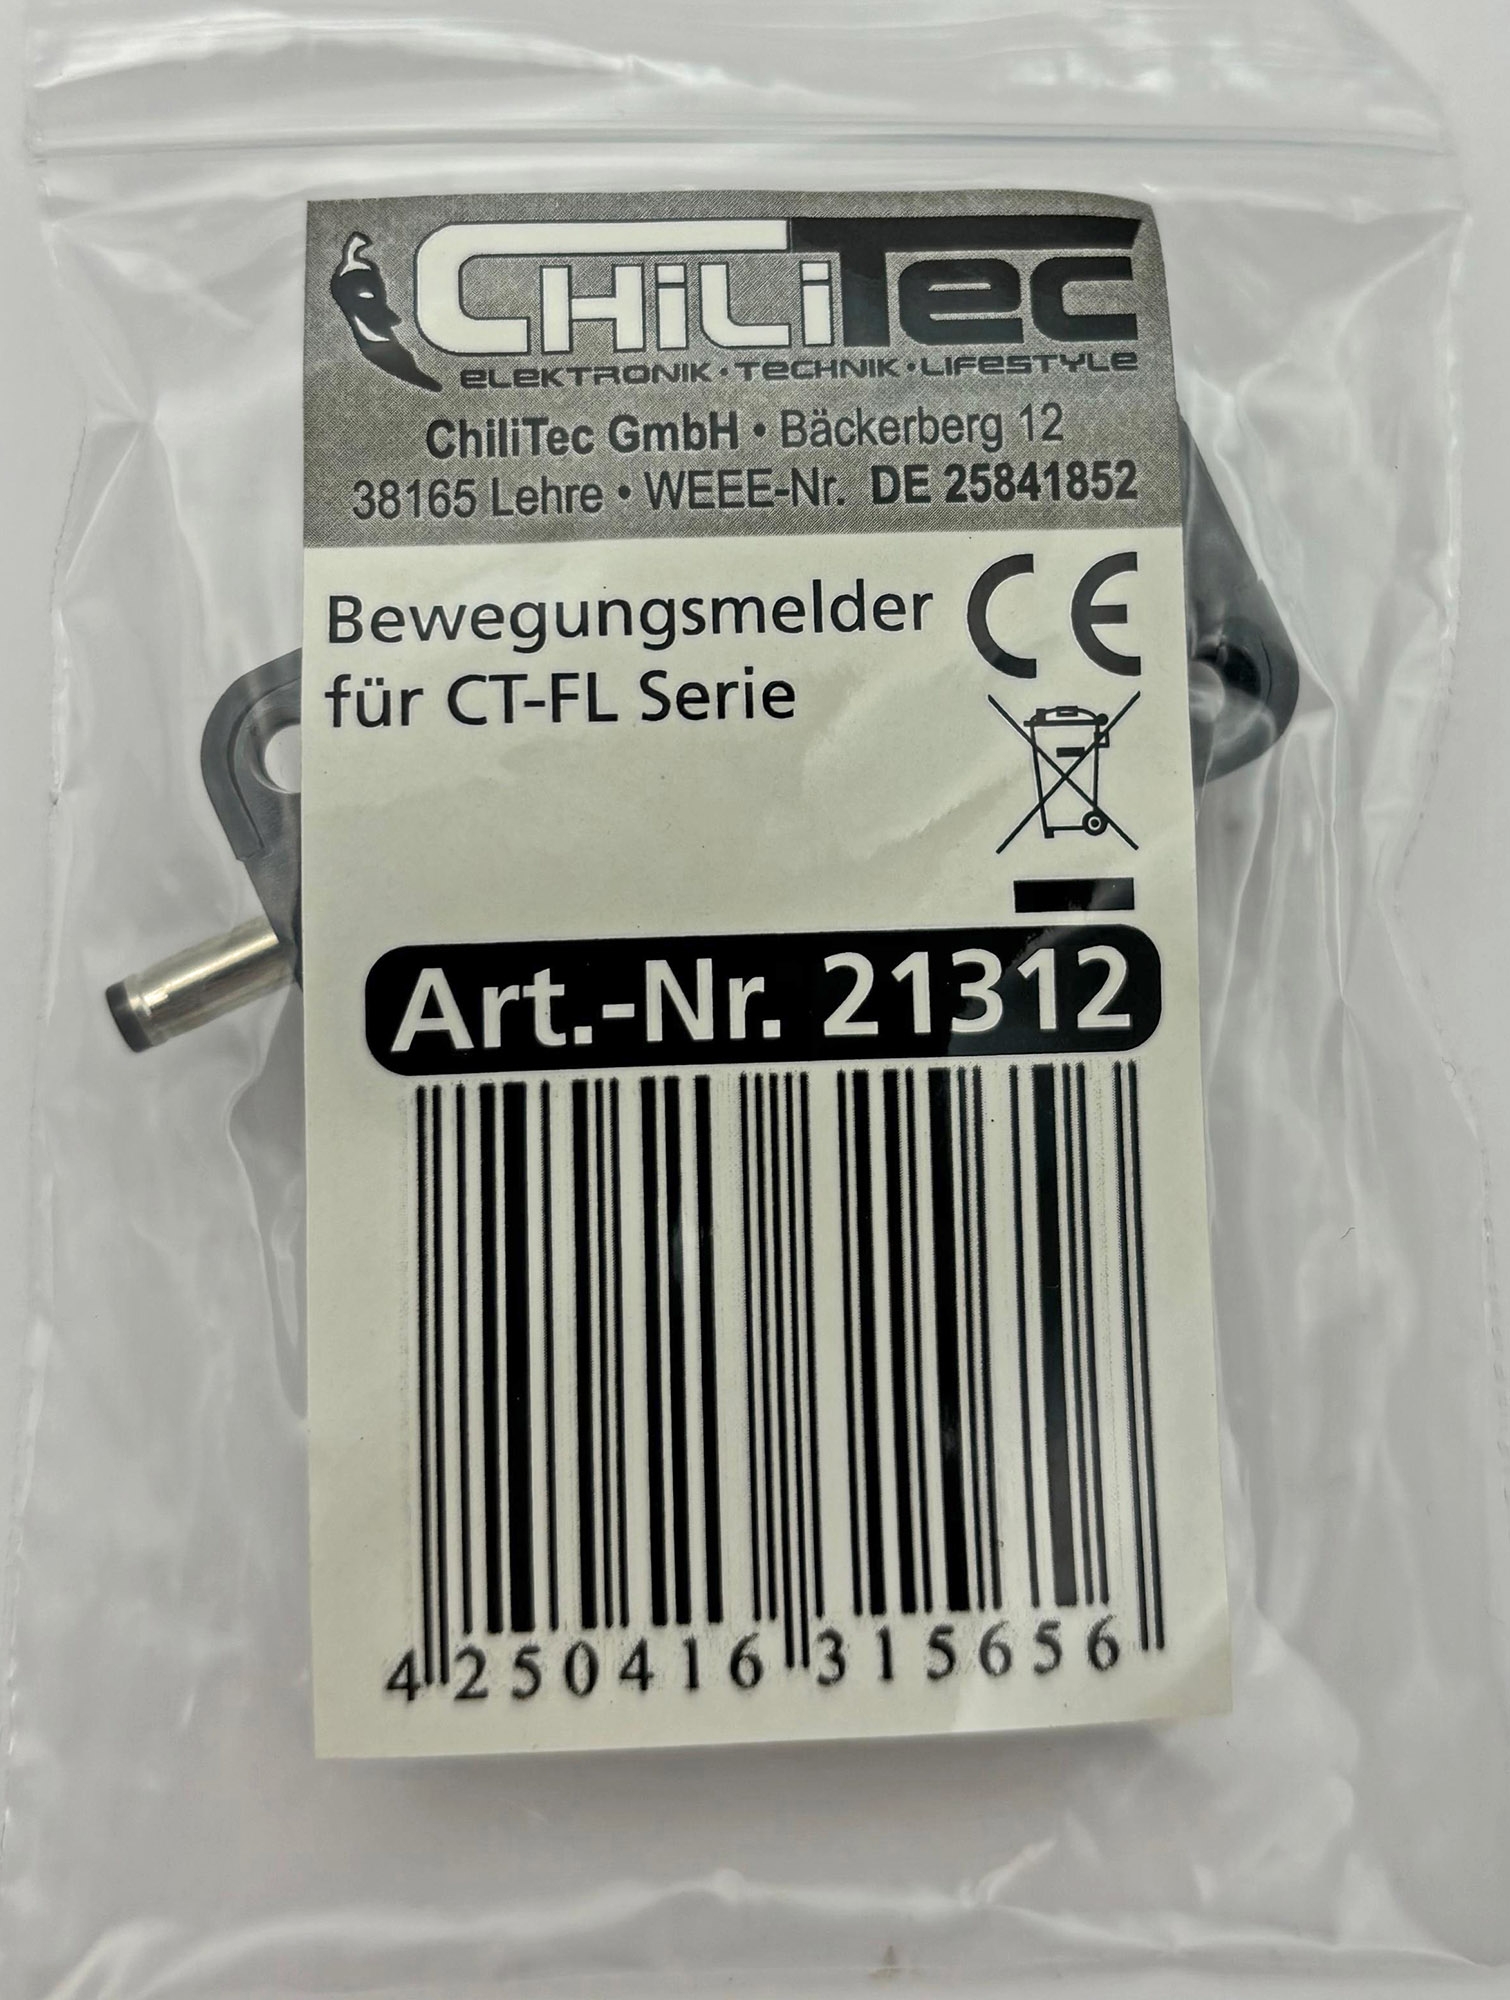 CHiLiTec
ELEKTRONIK • TECHNIK • LIFESTYLE
ChiliTec GmbH • Bäckerberg 12
38165 Lehre • WEEE-Nr. DE 25841852
Bewegungsmelder
für CT-FL Serie
CE
Art.-Nr. 21312
4 250416 315656